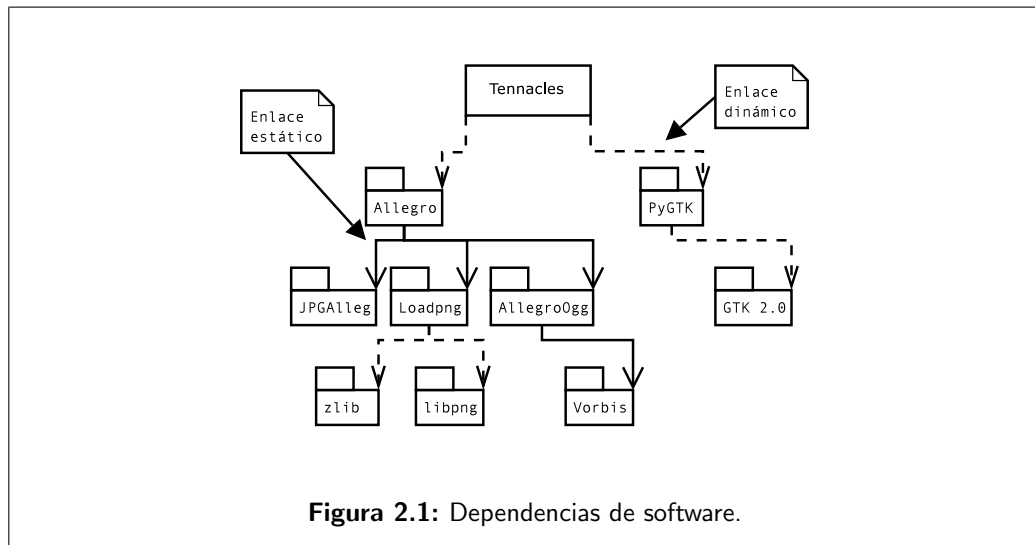 Tennacles
Enlace
estático
Enlace
dinámico
Allegro
PyGTK
JPGAlleg
Loadpng
AllegroOgg
GTK 2.0
zlib
libpng
Vorbis
Figura 2.1: Dependencias de software.